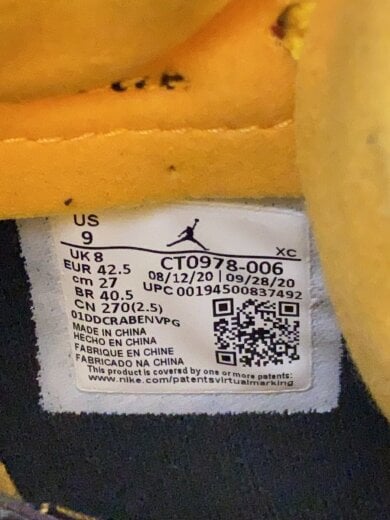 US
9
XC
UK 8
CT0978-006
EUR 42.5
08/12/20 | 09/28/20
cm 27
UPC 00194500837492
BR 40.5
CN 270(2.5)
01DDCRABENVPG
MADE IN CHINA
HECHO EN CHINA
FABRIQUE EN CHINE
FABRICADO NA CHINA
This product is covered by one or more patents:
www.nike.com/patentsvirtualmarking